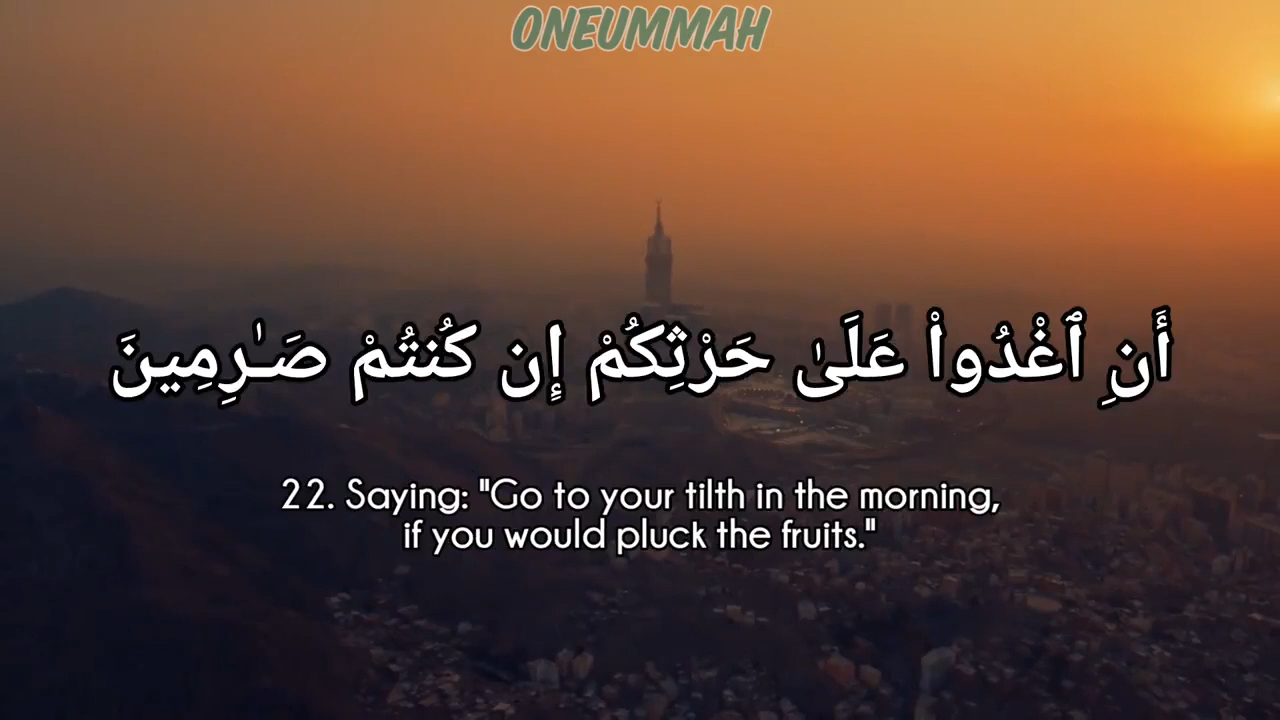 ONEUMMAH
أَنِ ٱغْدُوا۟ عَلَىٰ حَرْثِكُمْ إِن كُنتُمْ صَـٰرِمِينَ
22. Saying: "Go to your tilth in the morning,
if you would pluck the fruits."